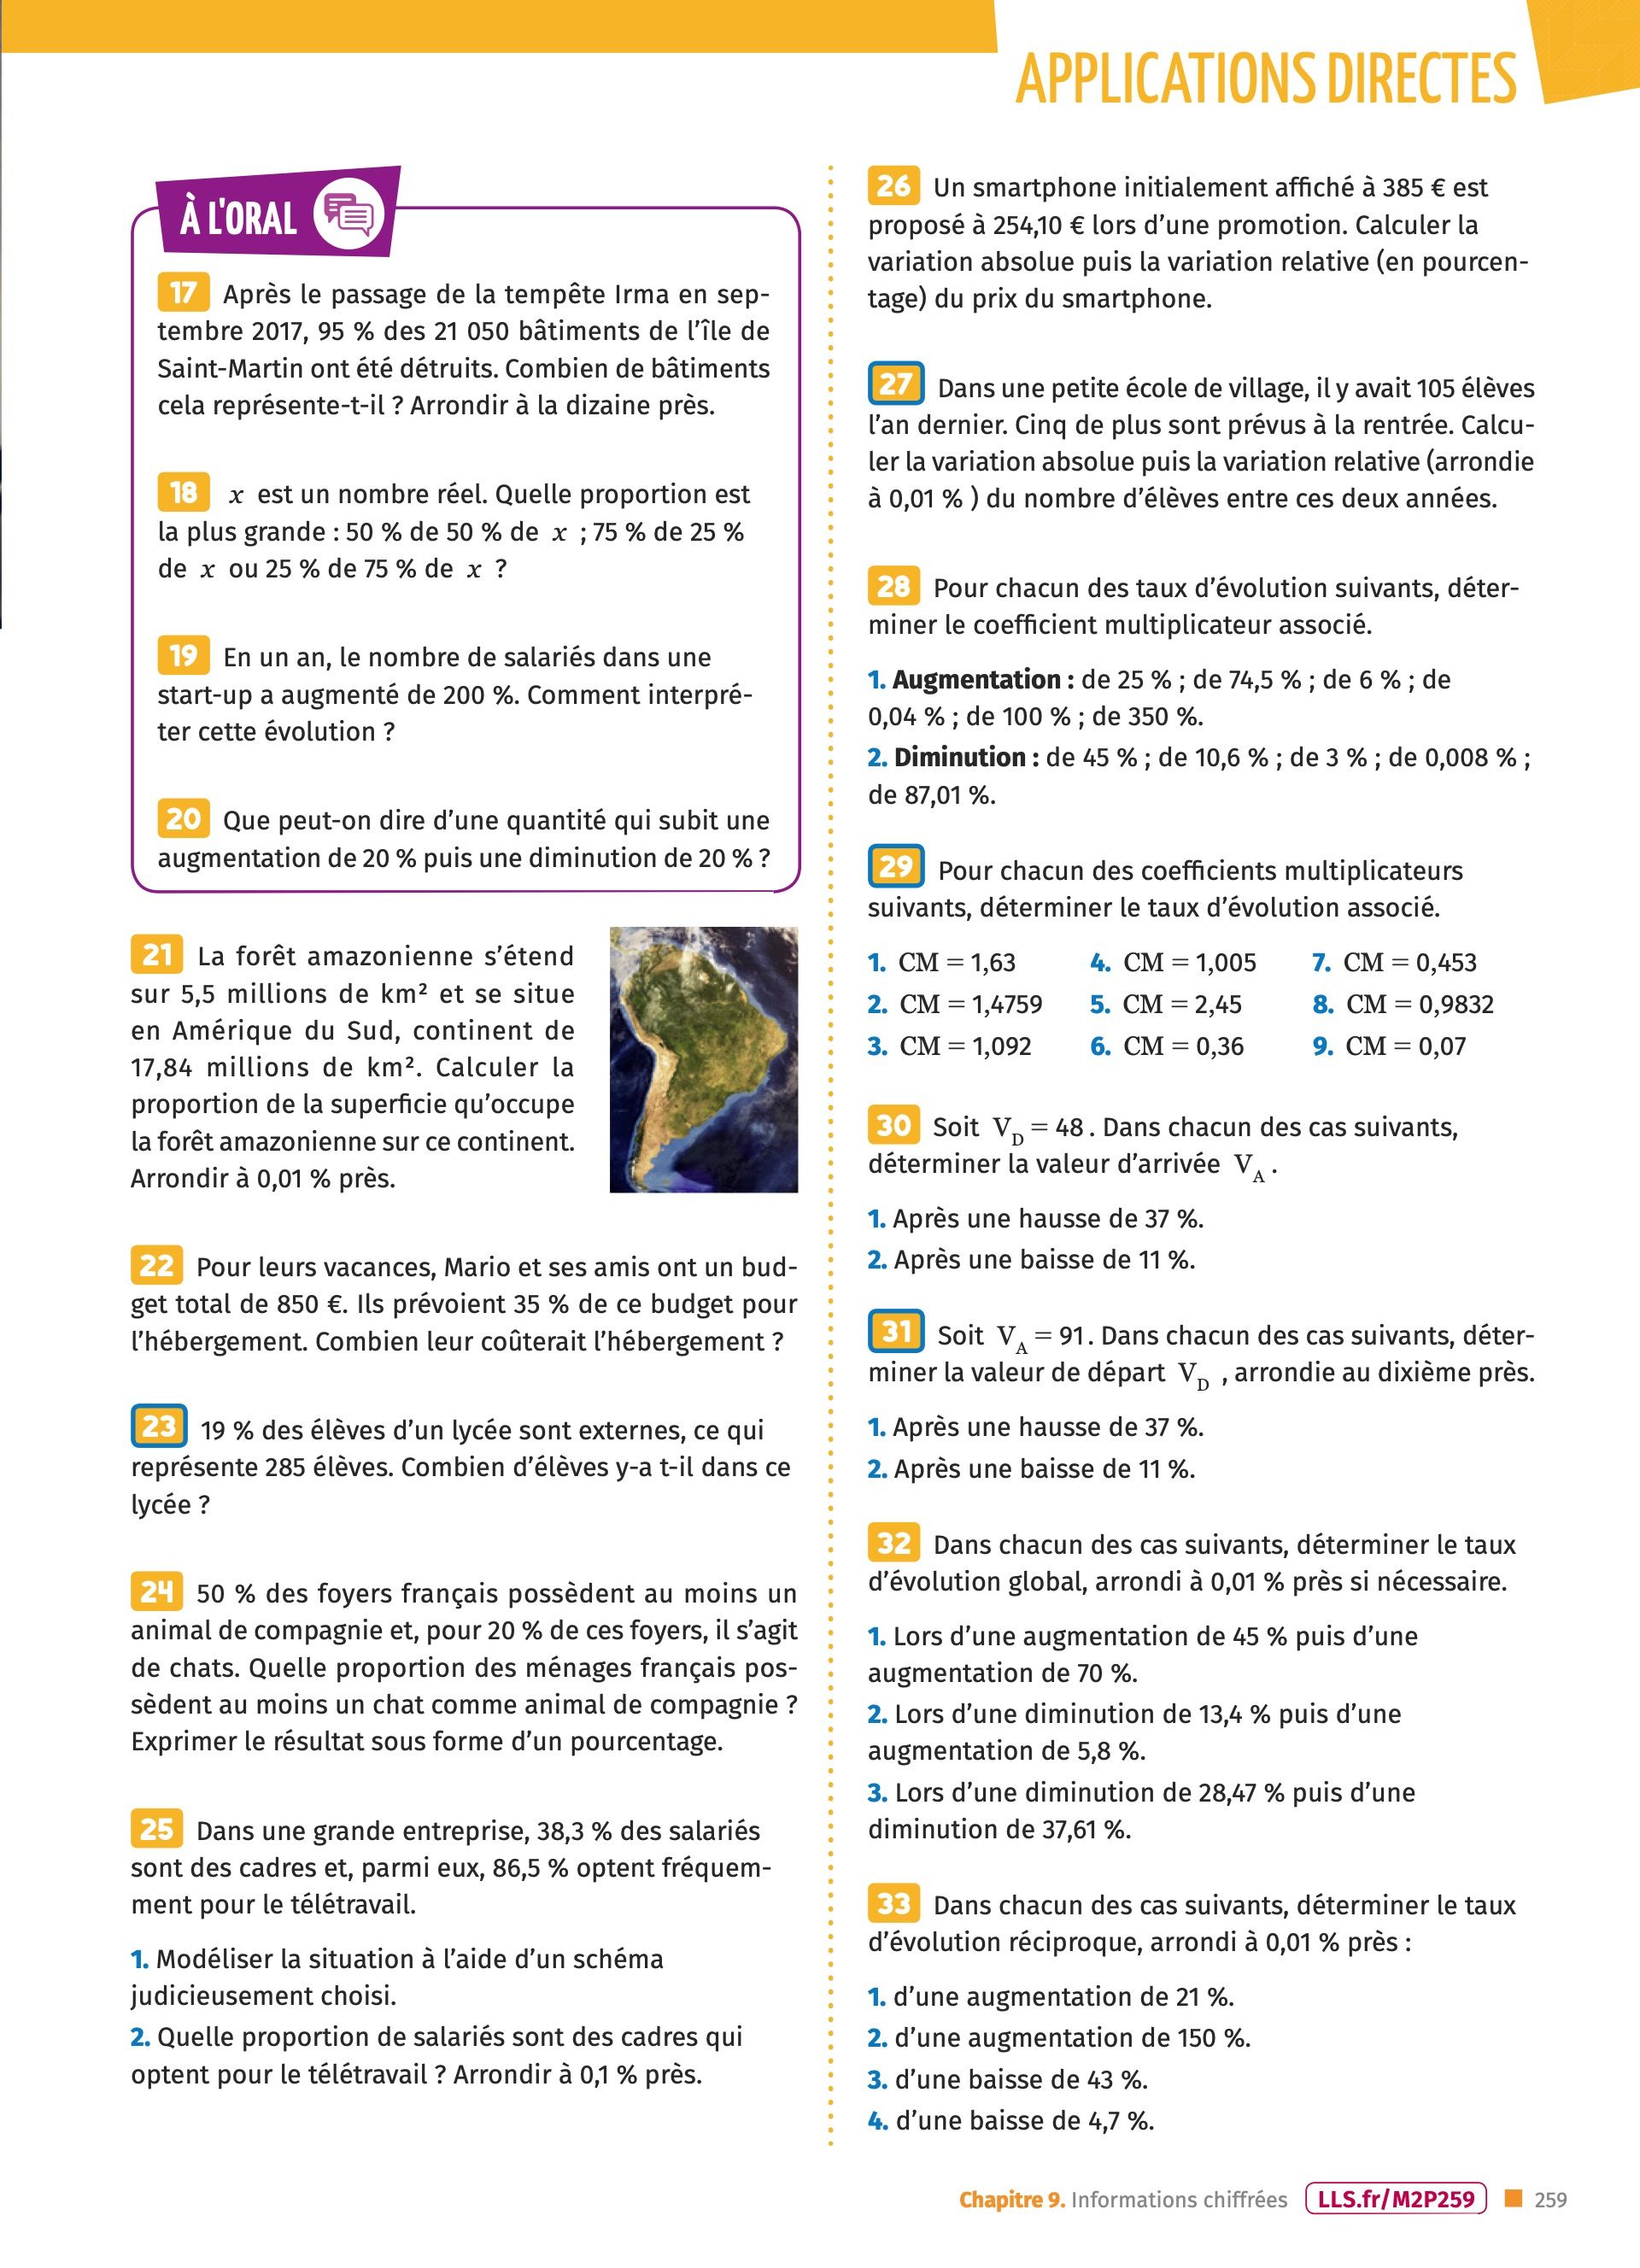 APPLICATIONS DIRECTES
À L'ORAL
17 Après le passage de la tempête Irma en sep-
tembre 2017, 95 % des 21 050 bâtiments de l’île de
Saint-Martin ont été détruits. Combien de bâtiments
cela représente-t-il ? Arrondir à la dizaine près.
18 x est un nombre réel. Quelle proportion est
la plus grande : 50 % de 50 % de x ; 75 % de 25 %
de x ou 25 % de 75 % de x ?
19 En un an, le nombre de salariés dans une
start-up a augmenté de 200 %. Comment interpré-
ter cette évolution ?
20 Que peut-on dire d’une quantité qui subit une
augmentation de 20 % puis une diminution de 20 % ?
21 La forêt amazonienne s’étend
sur 5,5 millions de km² et se situe
en Amérique du Sud, continent de
17,84 millions de km². Calculer la
proportion de la superficie qu’occupe
la forêt amazonienne sur ce continent.
Arrondir à 0,01 % près.
22 Pour leurs vacances, Mario et ses amis ont un bud-
get total de 850 €. Ils prévoient 35 % de ce budget pour
l’hébergement. Combien leur coûterait l’hébergement ?
23 19 % des élèves d’un lycée sont externes, ce qui
représente 285 élèves. Combien d’élèves y-a t-il dans ce
lycée ?
24 50 % des foyers français possèdent au moins un
animal de compagnie et, pour 20 % de ces foyers, il s’agit
de chats. Quelle proportion des ménages français pos-
sèdent au moins un chat comme animal de compagnie ?
Exprimer le résultat sous forme d’un pourcentage.
25 Dans une grande entreprise, 38,3 % des salariés
sont des cadres et, parmi eux, 86,5 % optent fréquem-
ment pour le télétravail.
1. Modéliser la situation à l’aide d’un schéma
judicieusement choisi.
2. Quelle proportion de salariés sont des cadres qui
optent pour le télétravail ? Arrondir à 0,1 % près.
26 Un smartphone initialement affiché à 385 € est
proposé à 254,10 € lors d’une promotion. Calculer la
variation absolue puis la variation relative (en pourcen-
tage) du prix du smartphone.
27 Dans une petite école de village, il y avait 105 élèves
l’an dernier. Cinq de plus sont prévus à la rentrée. Calcu-
ler la variation absolue puis la variation relative (arrondie
à 0,01 % ) du nombre d’élèves entre ces deux années.
28 Pour chacun des taux d’évolution suivants, déter-
miner le coefficient multiplicateur associé.
1. Augmentation : de 25 % ; de 74,5 % ; de 6 % ; de
0,04 % ; de 100 % ; de 350 %.
2. Diminution : de 45 % ; de 10,6 % ; de 3 % ; de 0,008 % ;
de 87,01 %.
29 Pour chacun des coefficients multiplicateurs
suivants, déterminer le taux d’évolution associé.
1. CM = 1,63 4. CM = 1,005 7. CM = 0,453
2. CM = 1,4759 5. CM = 2,45 8. CM = 0,9832
3. CM = 1,092 6. CM = 0,36 9. CM = 0,07
30 Soit V_D = 48 . Dans chacun des cas suivants,
déterminer la valeur d’arrivée V_A .
1. Après une hausse de 37 %.
2. Après une baisse de 11 %.
31 Soit V_A = 91 . Dans chacun des cas suivants, déter-
miner la valeur de départ V_D , arrondie au dixième près.
1. Après une hausse de 37 %.
2. Après une baisse de 11 %.
32 Dans chacun des cas suivants, déterminer le taux
d’évolution global, arrondi à 0,01 % près si nécessaire.
1. Lors d’une augmentation de 45 % puis d’une
augmentation de 70 %.
2. Lors d’une diminution de 13,4 % puis d’une
augmentation de 5,8 %.
3. Lors d’une diminution de 28,47 % puis d’une
diminution de 37,61 %.
33 Dans chacun des cas suivants, déterminer le taux
d’évolution réciproque, arrondi à 0,01 % près :
1. d’une augmentation de 21 %.
2. d’une augmentation de 150 %.
3. d’une baisse de 43 %.
4. d’une baisse de 4,7 %.
Chapitre 9. Informations chiffrées LLS.fr/M2P259 259